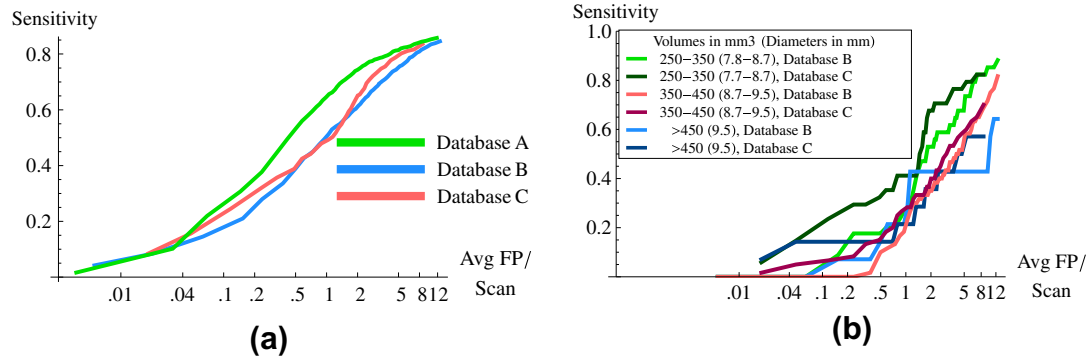 Sensitivity
0.8
0.6
0.4
0.2
Database A
Database B
Database C
Avg FP/
Scan
.01 .04 .1 .2 .5 1 2 5 8 12
(a)
Sensitivity
1.0
0.8
0.6
0.4
0.2
Volumes in mm3 (Diameters in mm)
250−350 (7.8−8.7), Database B
250−350 (7.7−8.7), Database C
350−450 (8.7−9.5), Database B
350−450 (8.7−9.5), Database C
>450 (9.5), Database B
>450 (9.5), Database C
Avg FP/
Scan
.01 .04 .1 .2 .5 1 2 5 8 12
(b)